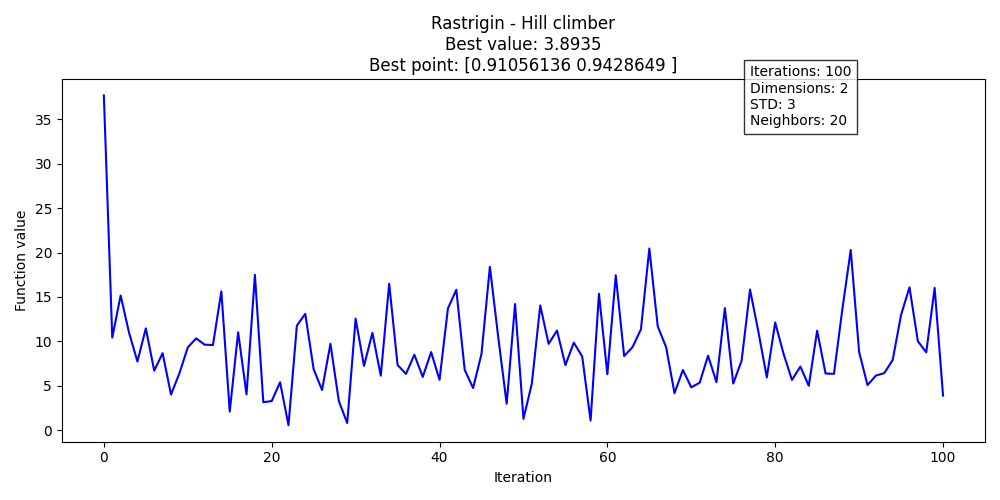 Rastrigin - Hill climber
Best value: 3.8935
Best point: [0.91056136 0.9428649 ]
Iterations: 100
Dimensions: 2
STD: 3
Neighbors: 20
Function value
35
30
25
20
15
10
5
0
0 20 40 60 80 100
Iteration